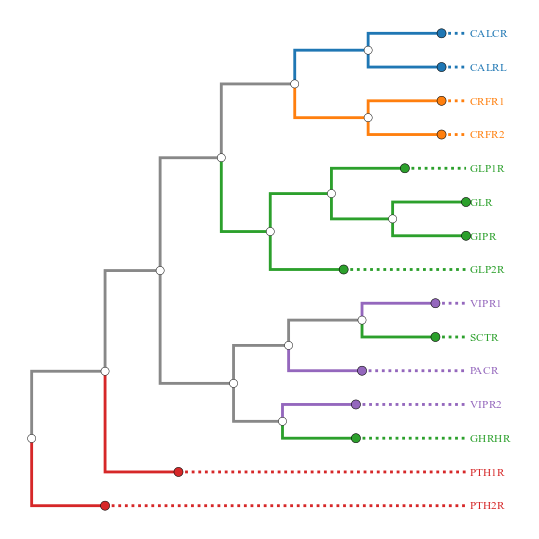 CALCR
CALRL
CRFR1
CRFR2
GLP1R
GLR
GIPR
GLP2R
VIPR1
SCTR
PACR
VIPR2
GHRHR
PTH1R
PTH2R